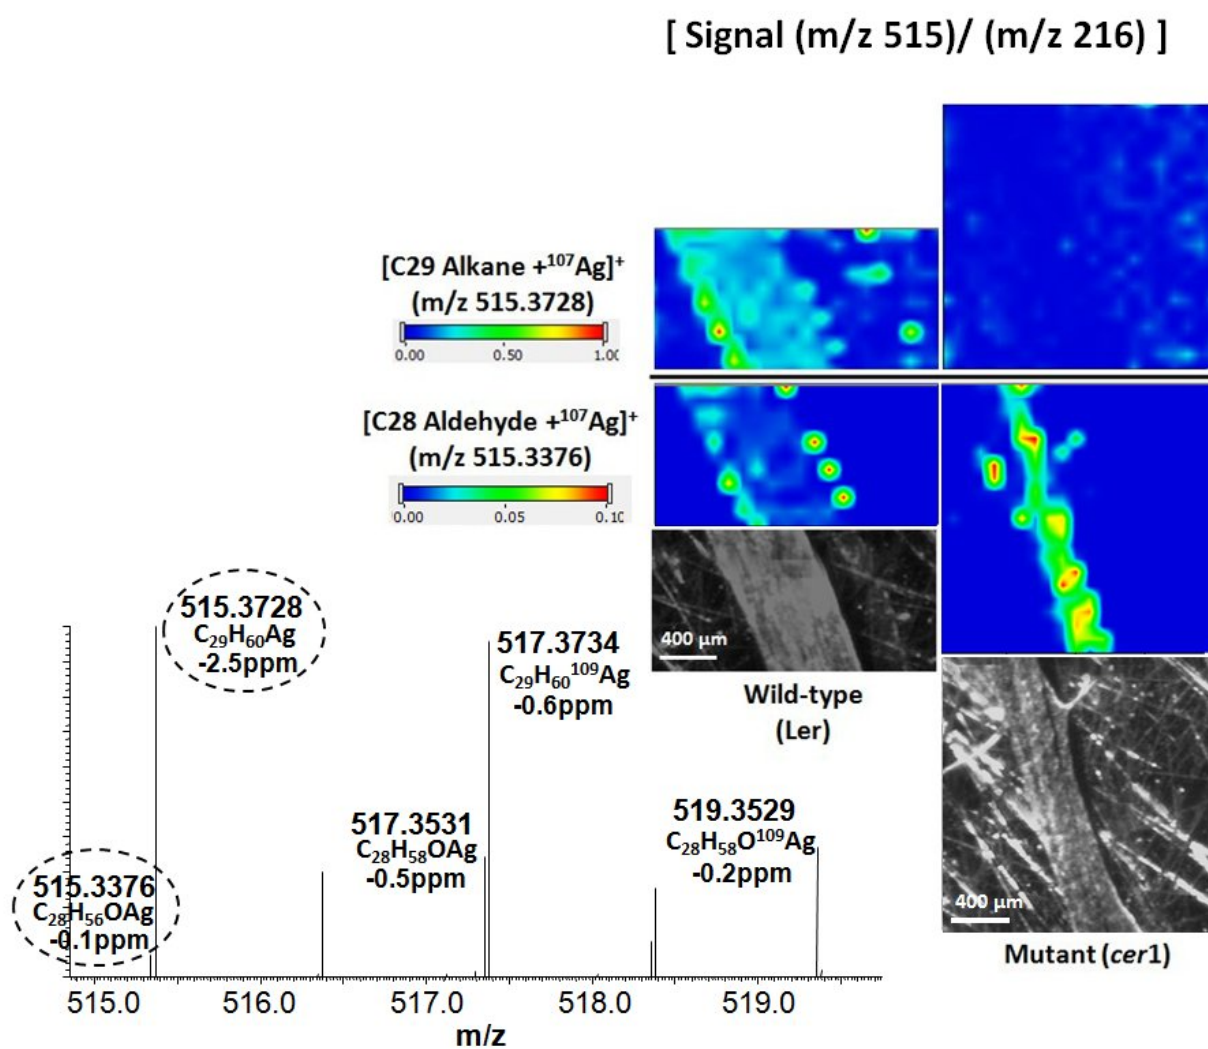 [ Signal (m/z 515)/ (m/z 216) ]
[C29 Alkane +¹⁰⁷Ag]⁺
(m/z 515.3728)
0.00 0.50 1.00
[C28 Aldehyde +¹⁰⁷Ag]⁺
(m/z 515.3376)
0.00 0.05 0.10
400 µm
Wild-type
(Ler)
400 µm
Mutant (cer1)
515.3728
C₂₉H₆₀Ag
-2.5ppm
517.3734
C₂₉H₆₀¹⁰⁹Ag
-0.6ppm
517.3531
C₂₈H₅₈OAg
-0.5ppm
519.3529
C₂₈H₅₈O¹⁰⁹Ag
-0.2ppm
515.3376
C₂₈H₅₆OAg
-0.1ppm
515.0 516.0 517.0 518.0 519.0
m/z